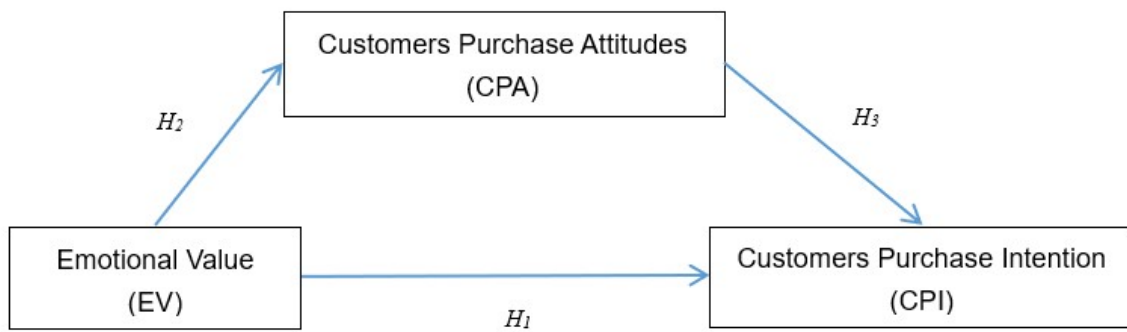 Customers Purchase Attitudes
(CPA)
H2
H3
Emotional Value
(EV)
Customers Purchase Intention
(CPI)
H1